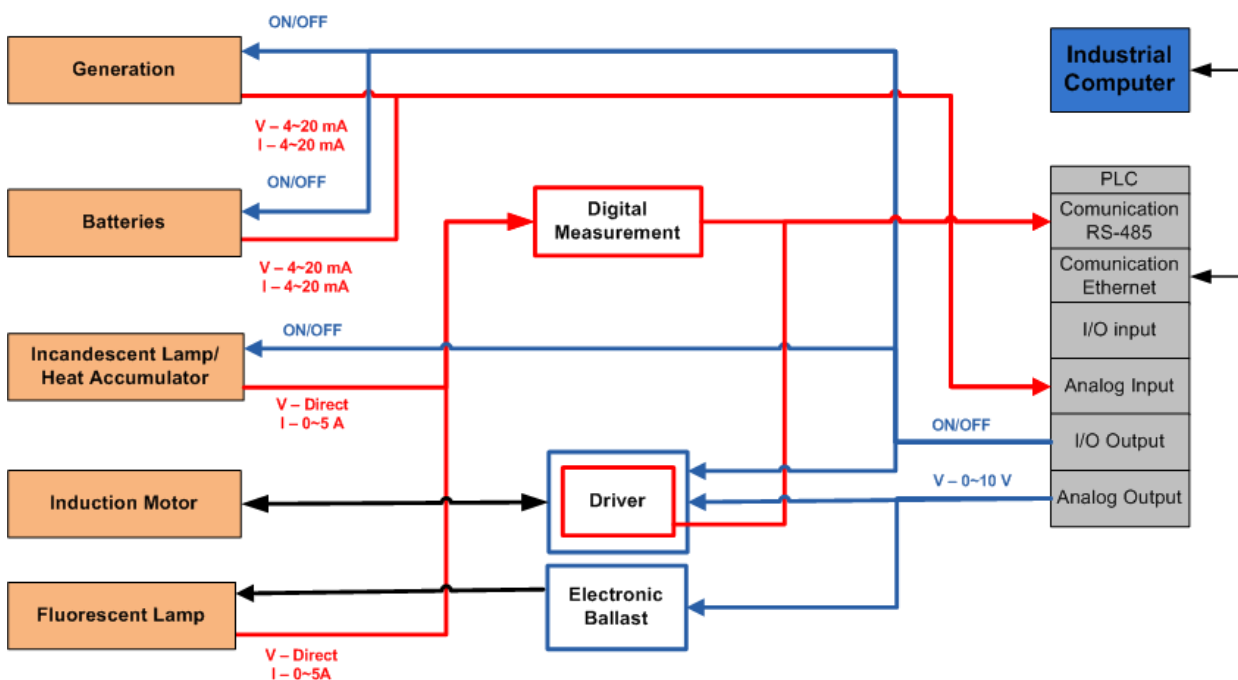 ON/OFF
Generation
V – 4~20 mA
I – 4~20 mA
ON/OFF
Batteries
V – 4~20 mA
I – 4~20 mA
ON/OFF
Incandescent Lamp/
Heat Accumulator
V – Direct
I – 0~5 A
Induction Motor
Fluorescent Lamp
V – Direct
I – 0~5A
Digital
Measurement
Driver
Electronic
Ballast
Industrial
Computer
PLC
Comunication
RS-485
Comunication
Ethernet
I/O input
Analog Input
ON/OFF
I/O Output
V – 0~10 V
Analog Output